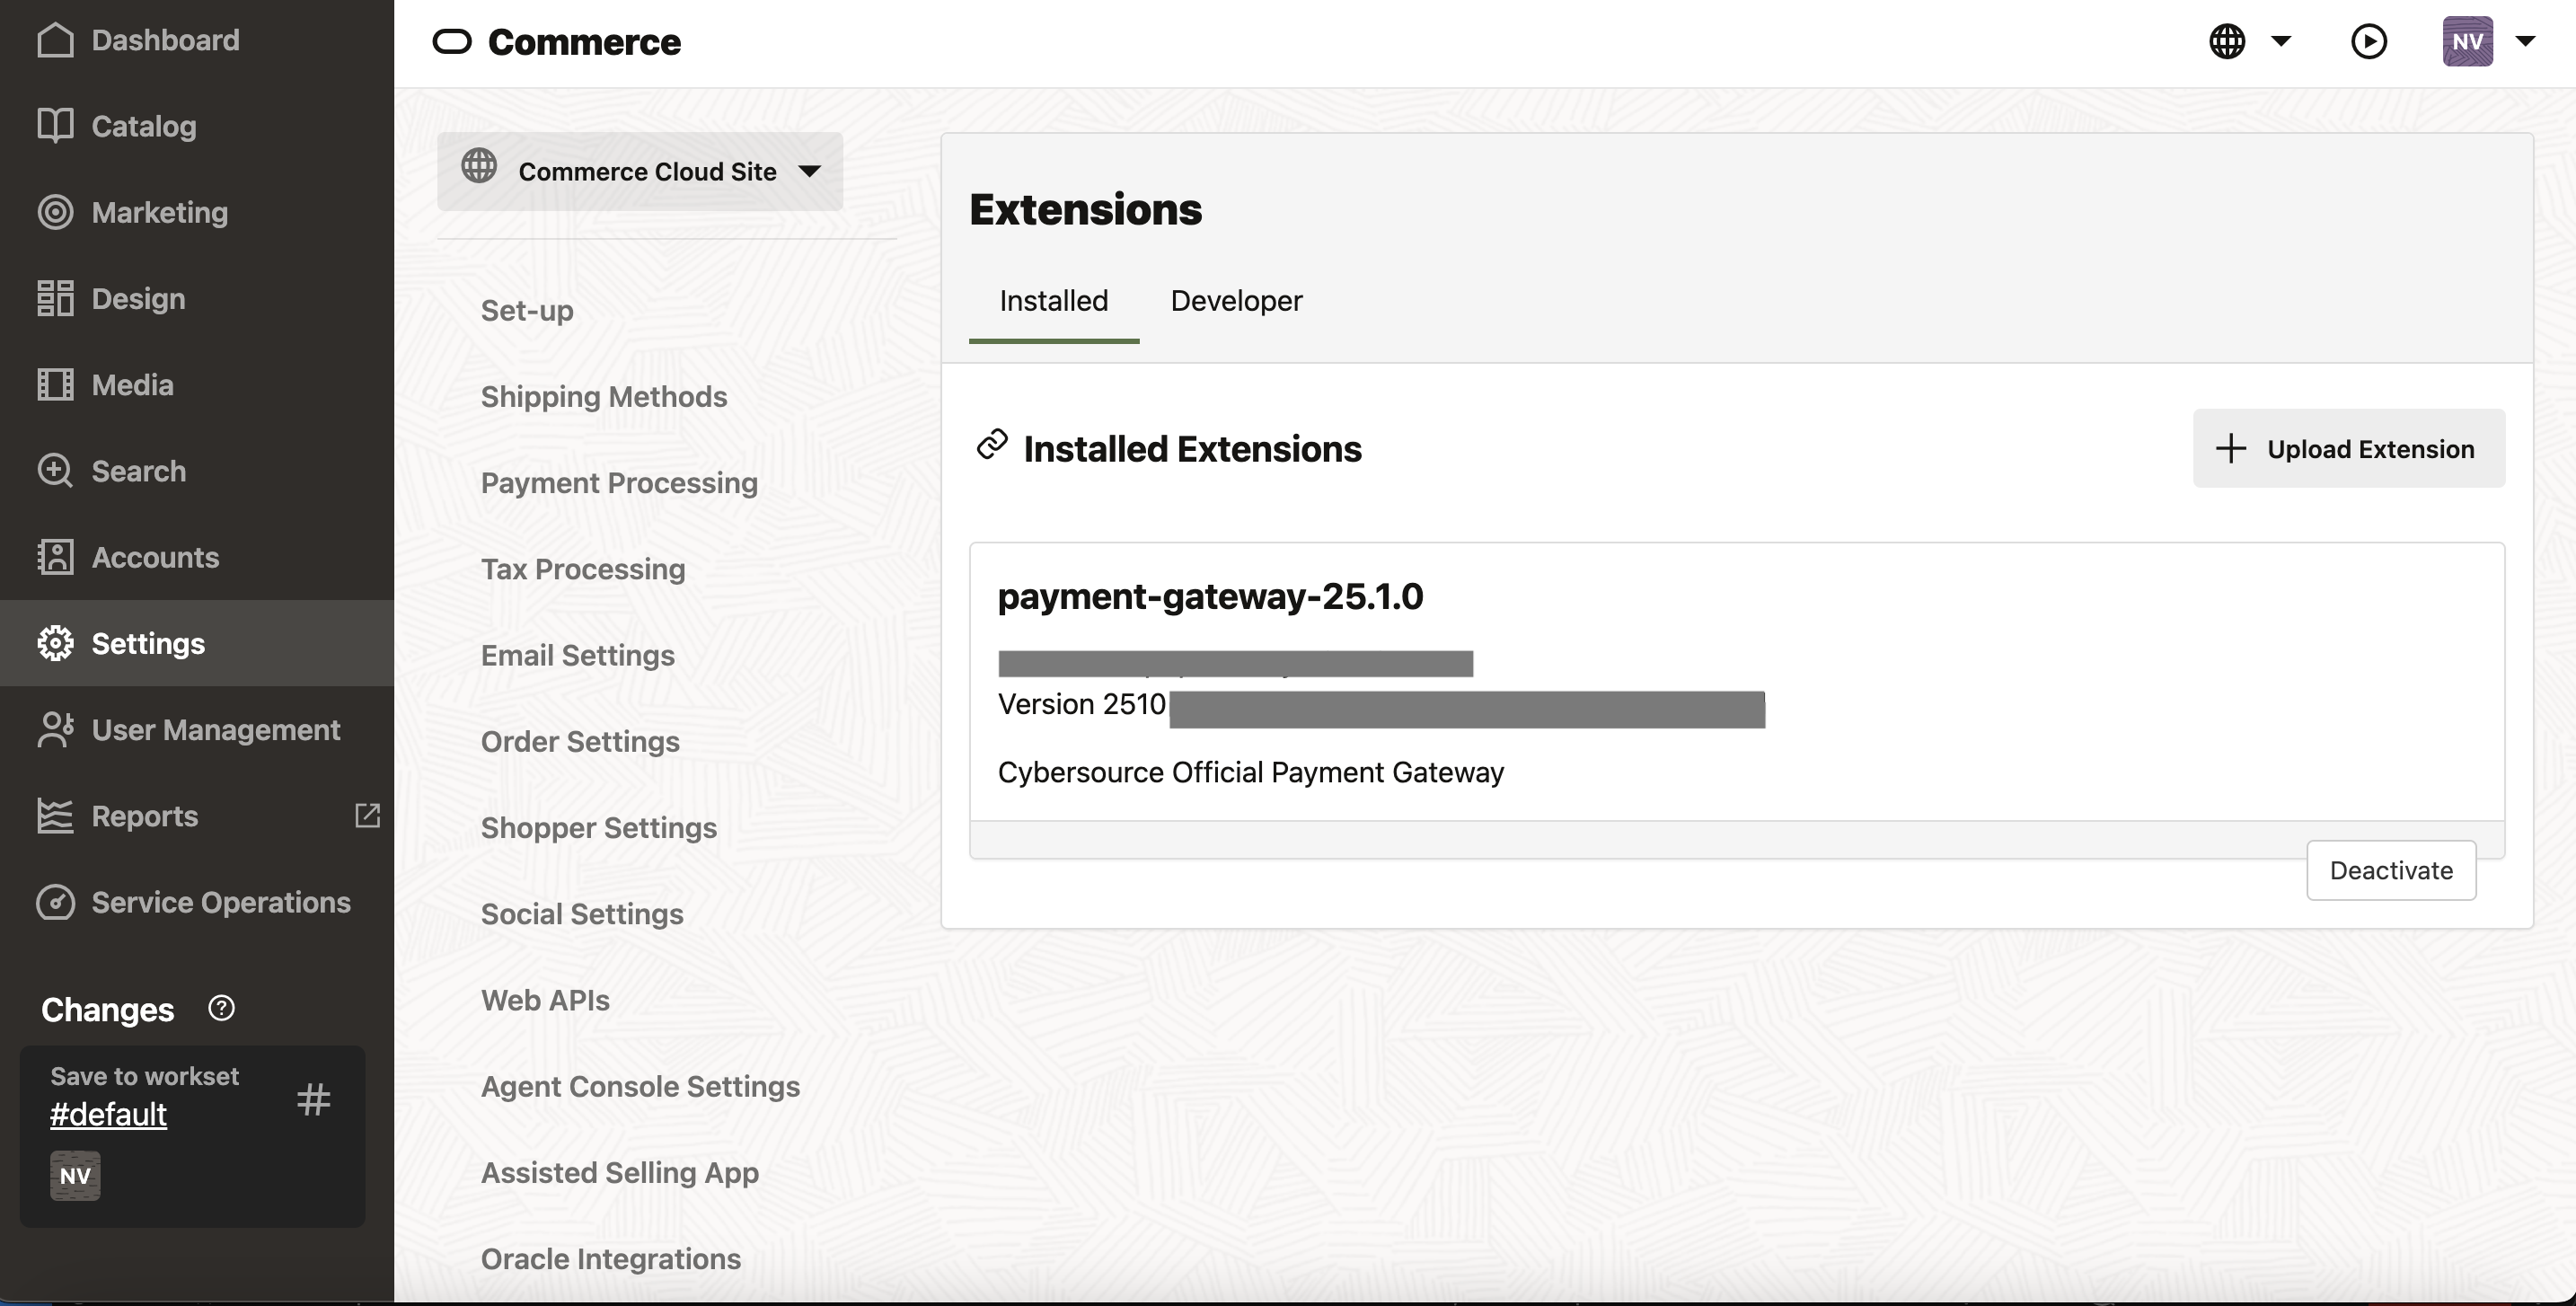 Dashboard
Catalog
Marketing
Design
Media
Search
Accounts
Settings
User Management
Reports
Service Operations
Changes
Save to workset
#default
NV
Commerce
NV
Commerce Cloud Site
Set-up
Shipping Methods
Payment Processing
Tax Processing
Email Settings
Order Settings
Shopper Settings
Social Settings
Web APIs
Agent Console Settings
Assisted Selling App
Oracle Integrations
Extensions
Installed
Developer
Installed Extensions
Upload Extension
payment-gateway-25.1.0
Version 2510
Cybersource Official Payment Gateway
Deactivate